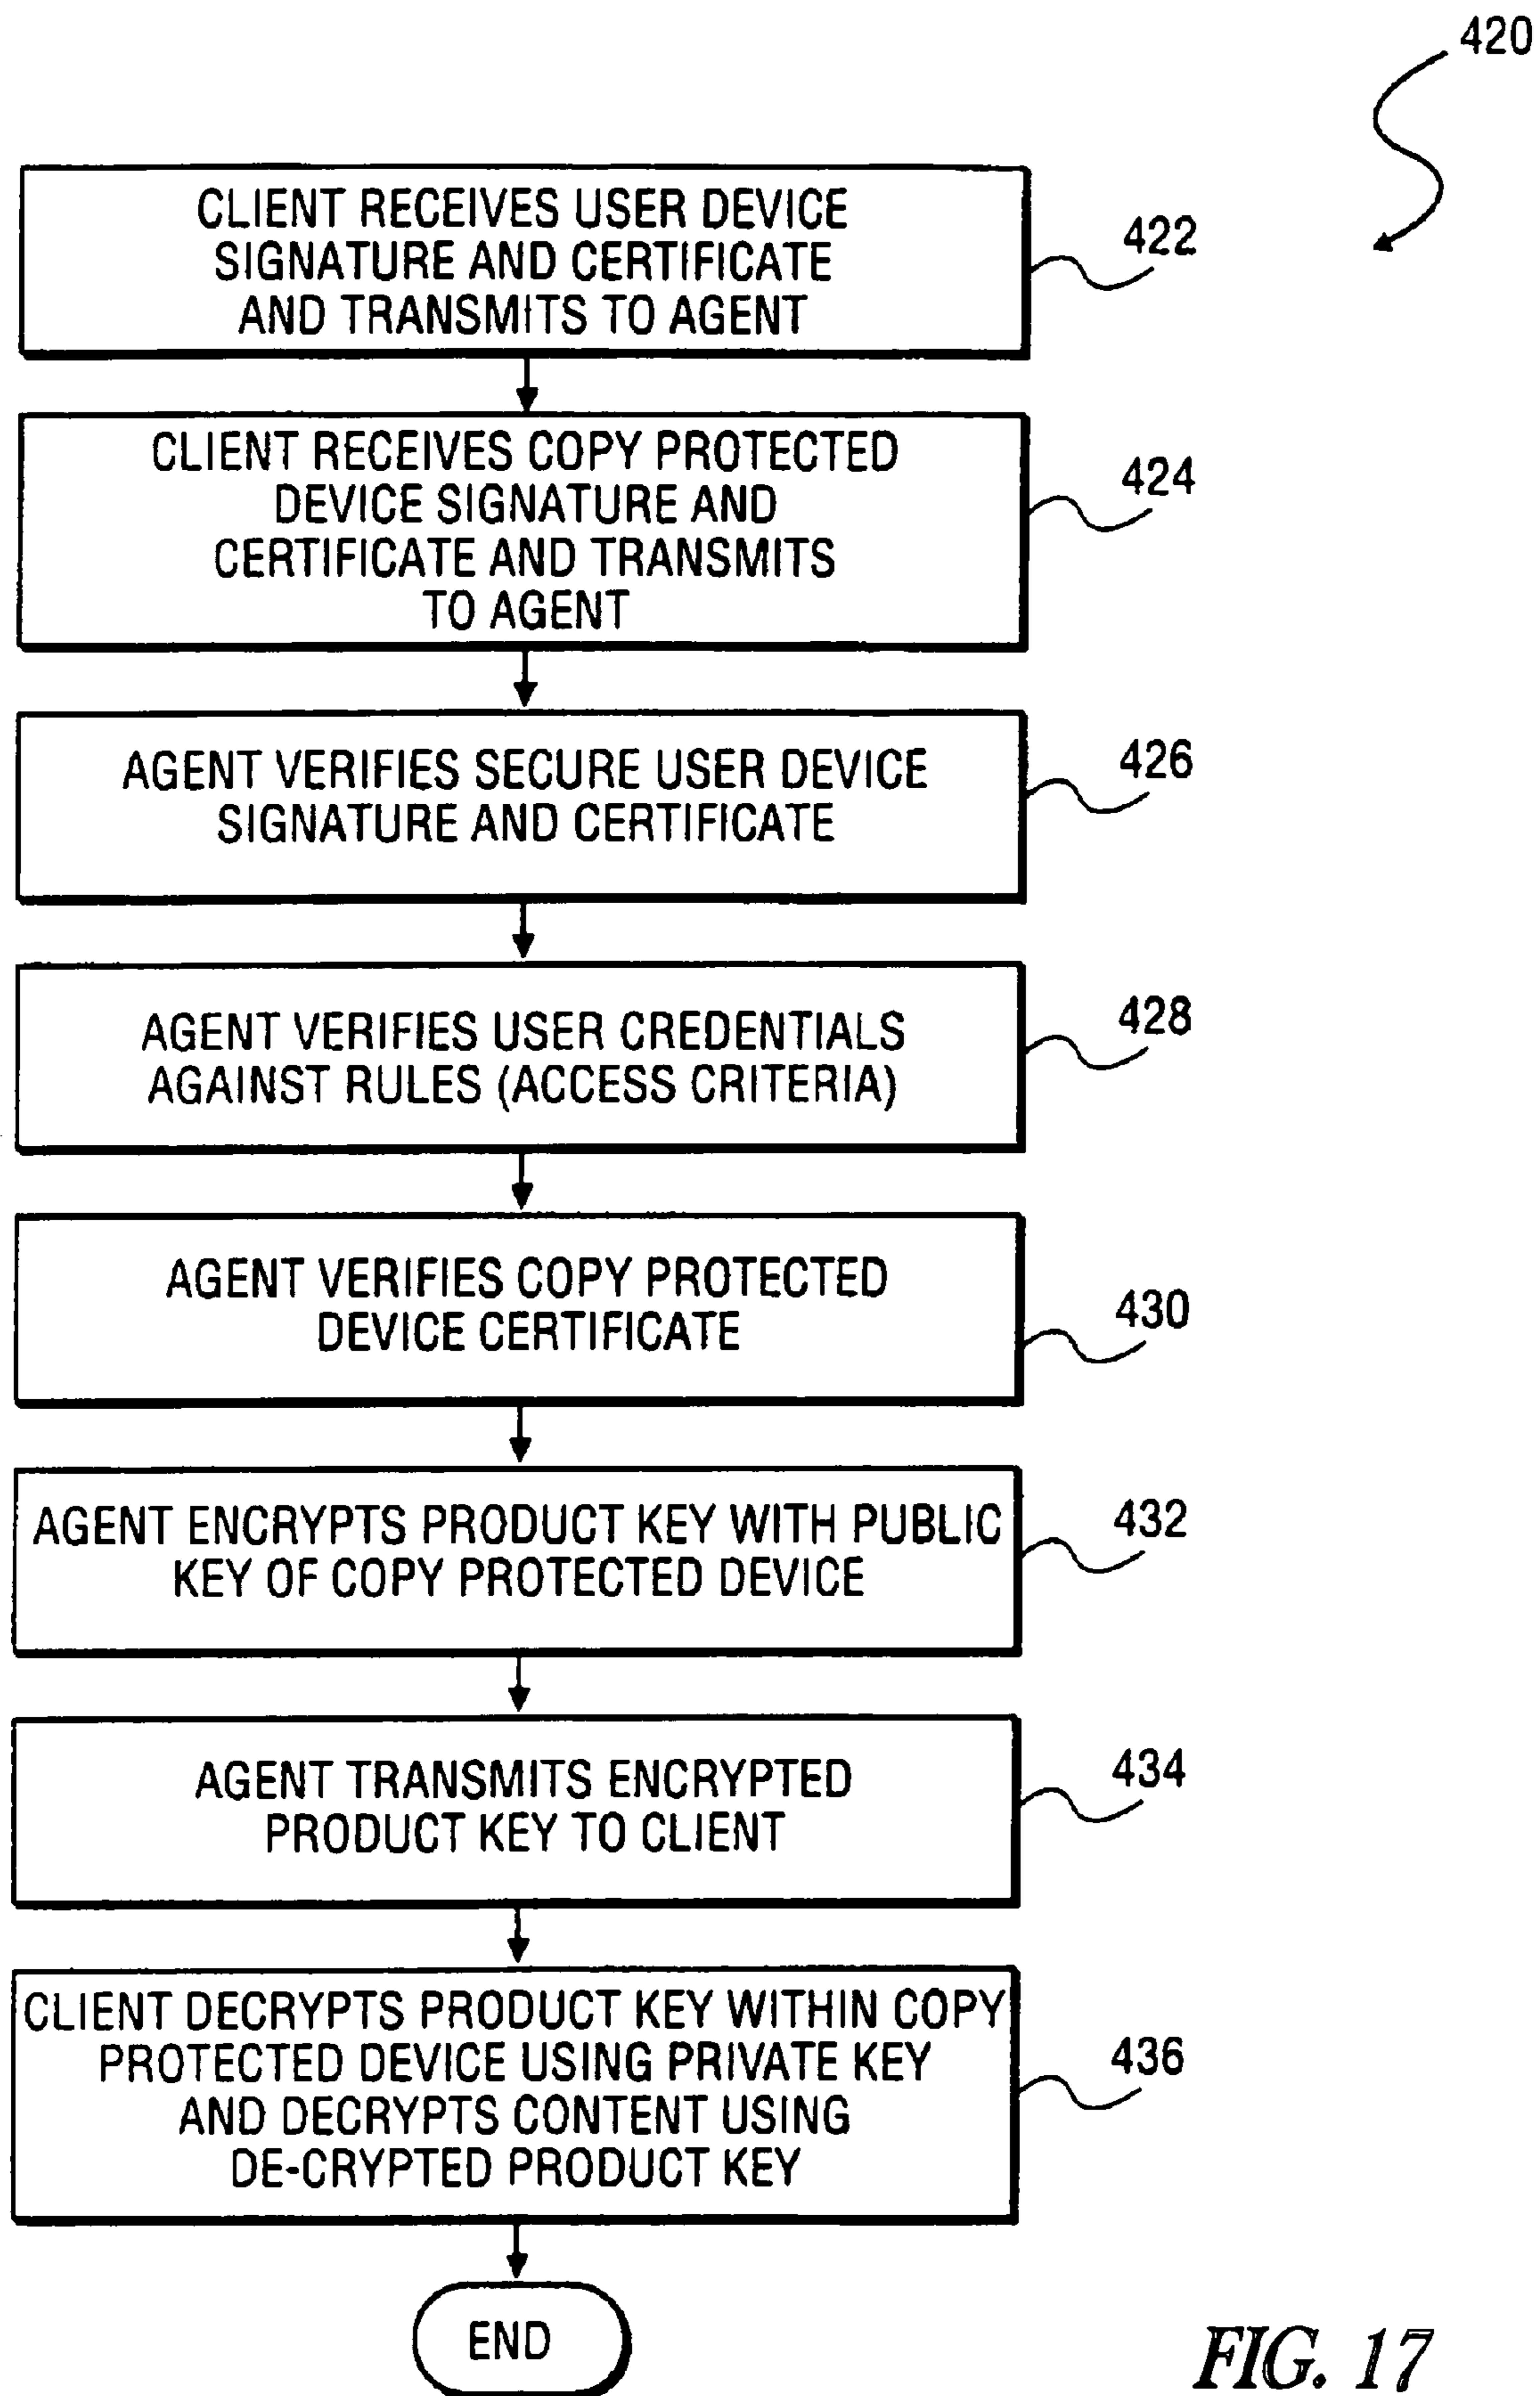 420
CLIENT RECEIVES USER DEVICE
SIGNATURE AND CERTIFICATE
AND TRANSMITS TO AGENT
422
CLIENT RECEIVES COPY PROTECTED
DEVICE SIGNATURE AND
CERTIFICATE AND TRANSMITS
TO AGENT
424
AGENT VERIFIES SECURE USER DEVICE
SIGNATURE AND CERTIFICATE
426
AGENT VERIFIES USER CREDENTIALS
AGAINST RULES (ACCESS CRITERIA)
428
AGENT VERIFIES COPY PROTECTED
DEVICE CERTIFICATE
430
AGENT ENCRYPTS PRODUCT KEY WITH PUBLIC
KEY OF COPY PROTECTED DEVICE
432
AGENT TRANSMITS ENCRYPTED
PRODUCT KEY TO CLIENT
434
CLIENT DECRYPTS PRODUCT KEY WITHIN COPY
PROTECTED DEVICE USING PRIVATE KEY
AND DECRYPTS CONTENT USING
DE-CRYPTED PRODUCT KEY
436
END
FIG. 17